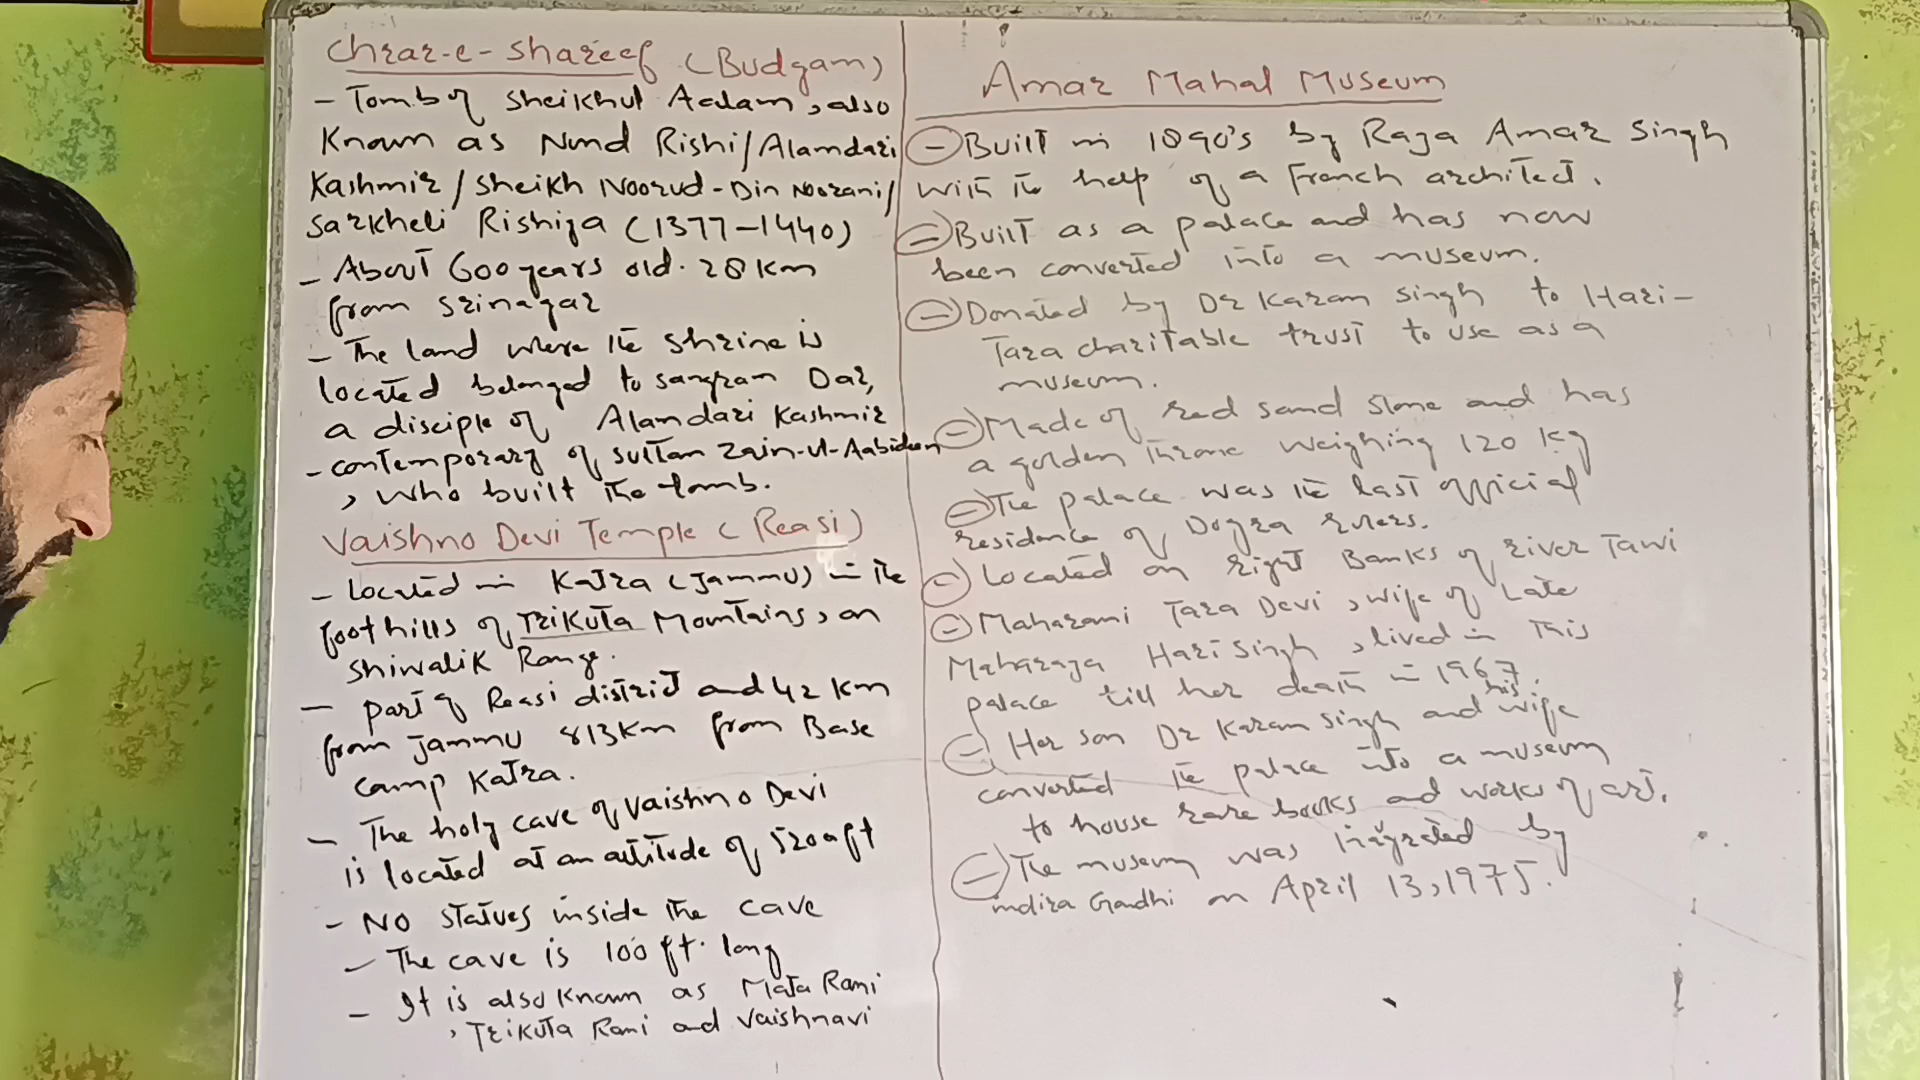 Chrar-e-Shareef (Budgam)
- Tomb of Sheikhul Aalam, also
Known as Nund Rishi/Alamdari
Kashmir/Sheikh Noorud-Din Noorani/
Sarkheli Rishiya (1377-1440)
- About 600 years old. 28 Km
from Srinagar
- The land where the Shrine is
located belonged to Sangram Dar,
a disciple of Alamdari Kashmir
- contemporary of Sultan Zain-ul-Aabideen
, who built the tomb.
Vaishno Devi Temple (Reasi)
- Located in Katra (Jammu) in the
foothills of Trikuta Mountains, on
Shiwalik Range.
- part of Reasi district and 42 Km
from Jammu & 13 Km from Base
camp Katra.
- The holy cave of Vaishno Devi
is located at an altitude of 5200 ft
- No statues inside the cave
- The cave is 100 ft. long
- It is also Known as Mata Rani
, Trikuta Rani and Vaishnavi
Amar Mahal Museum
- Built in 1890's by Raja Amar Singh
with the help of a French architect.
- Built as a palace and has now
been converted into a museum.
- Donated by Dr Karan Singh to Hari-
Tara charitable trust to use as a
museum.
- Made of red sand stone and has
a golden throne weighing 120 kg
- The palace was the last official
residence of Dogra rulers.
- Located on right Banks of river Tawi
- Maharani Tara Devi, wife of Late
Maharaja Hari Singh, lived in This
palace till her death in 1967.
- Her son Dr Karan Singh and his wife
converted the palace into a museum
to house rare books and works of art.
- The museum was by
indira Gandhi on April 13, 1975.